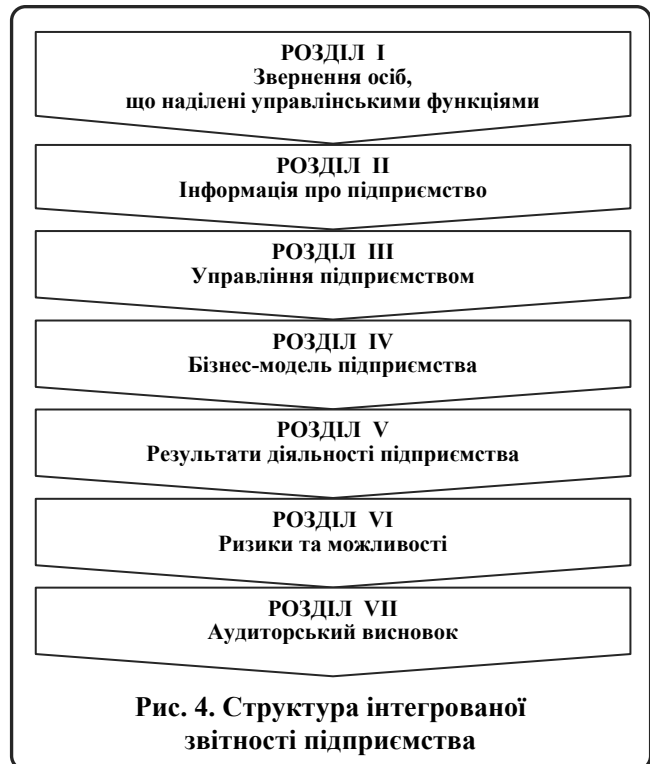 РОЗДІЛ I
Звернення осіб,
що наділені управлінськими функціями
РОЗДІЛ II
Інформація про підприємство
РОЗДІЛ III
Управління підприємством
РОЗДІЛ IV
Бізнес-модель підприємства
РОЗДІЛ V
Результати діяльності підприємства
РОЗДІЛ VI
Ризики та можливості
РОЗДІЛ VII
Аудиторський висновок
Рис. 4. Структура інтегрованої
звітності підприємства